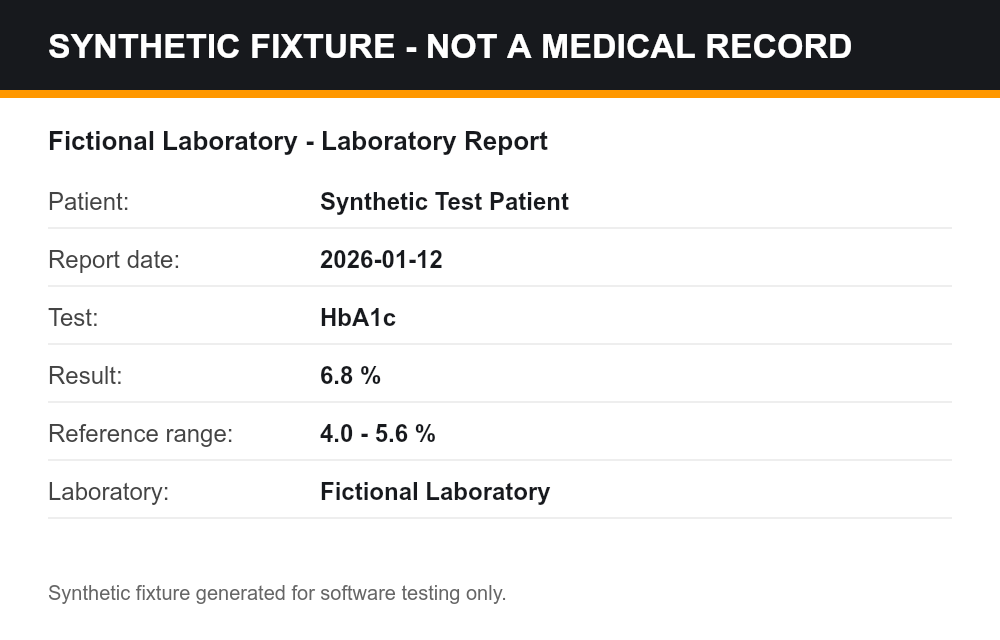 SYNTHETIC FIXTURE - NOT A MEDICAL RECORD
Fictional Laboratory - Laboratory Report
Patient: Synthetic Test Patient
Report date: 2026-01-12
Test: HbA1c
Result: 6.8 %
Reference range: 4.0 - 5.6 %
Laboratory: Fictional Laboratory
Synthetic fixture generated for software testing only.